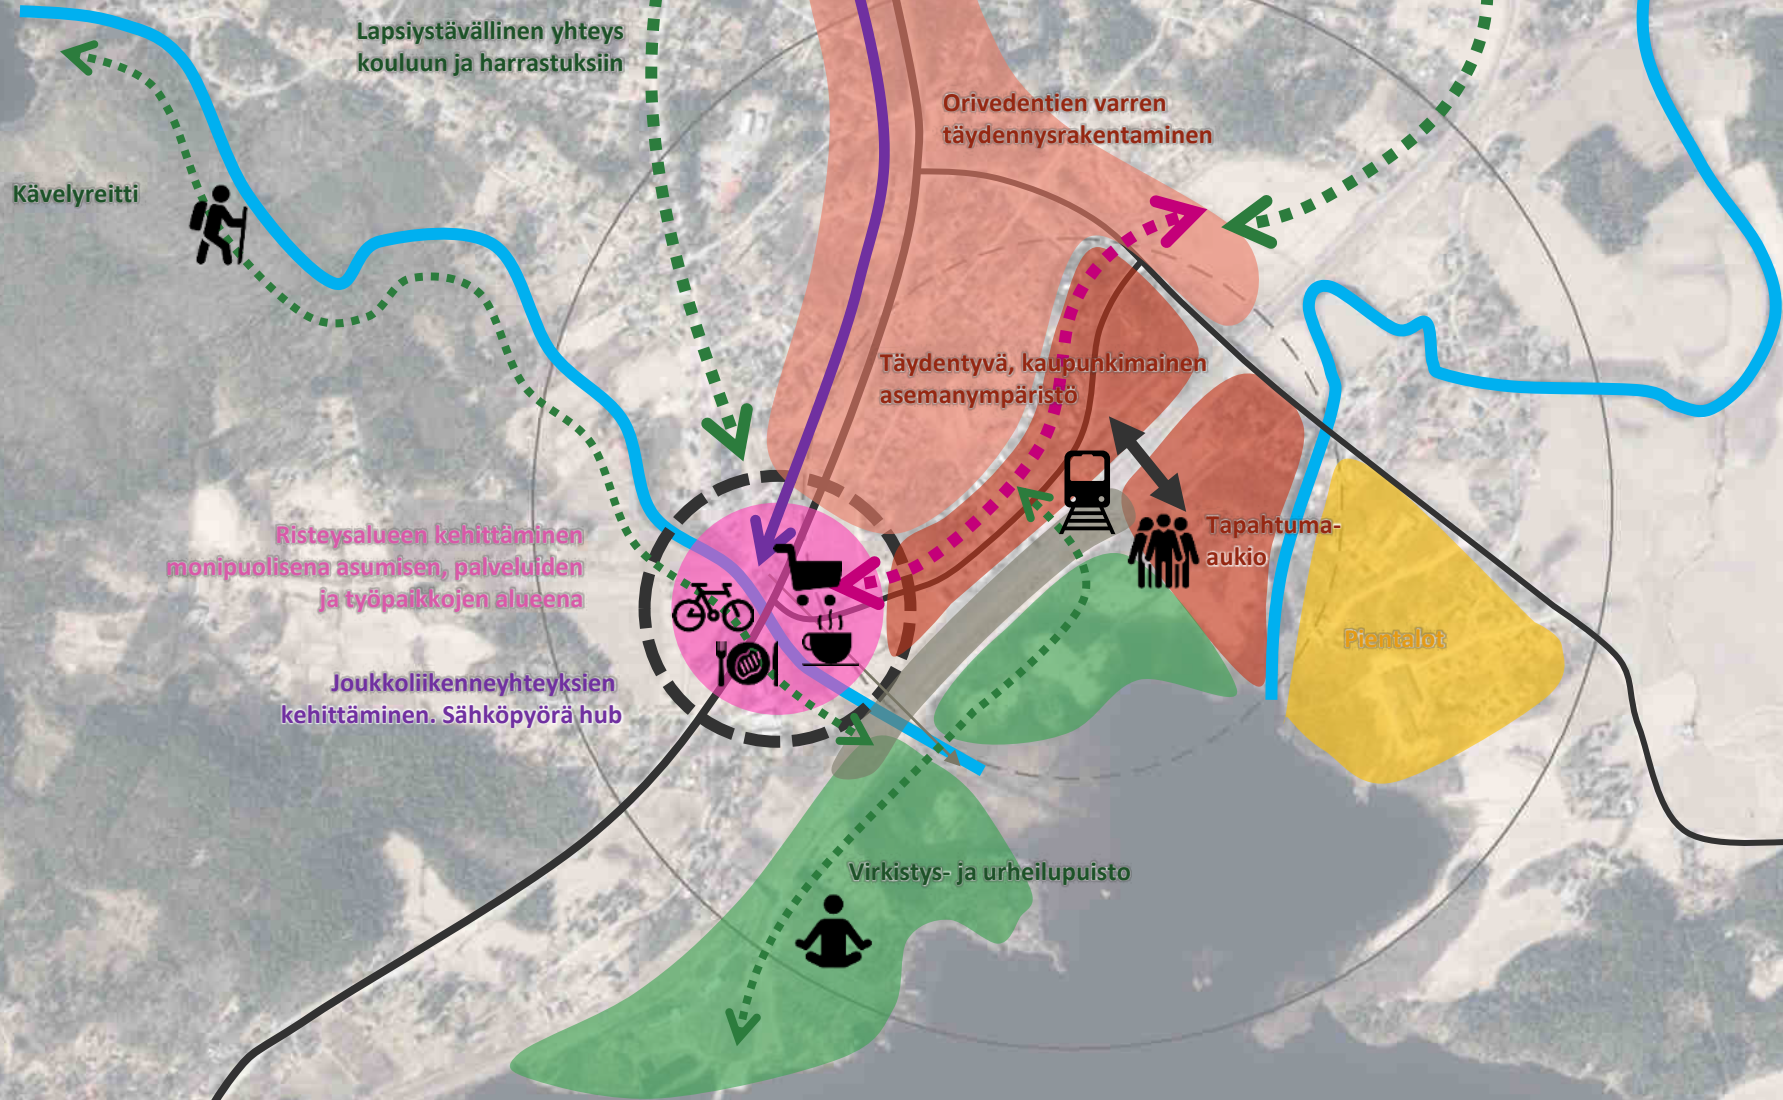 Lapsiystävällinen yhteys
kouluun ja harrastuksiin
Orivedentien varren
täydennysrakentaminen
Kävelyreitti
Täydentyvä, kaupunkimainen
asemanympäristö
Risteysalueen kehittäminen
monipuolisena asumisen, palveluiden
ja työpaikkojen alueena
Tapahtuma-
aukio
Pientalot
Joukkoliikenneyhteyksien
kehittäminen. Sähköpyörä hub
Virkistys- ja urheilupuisto